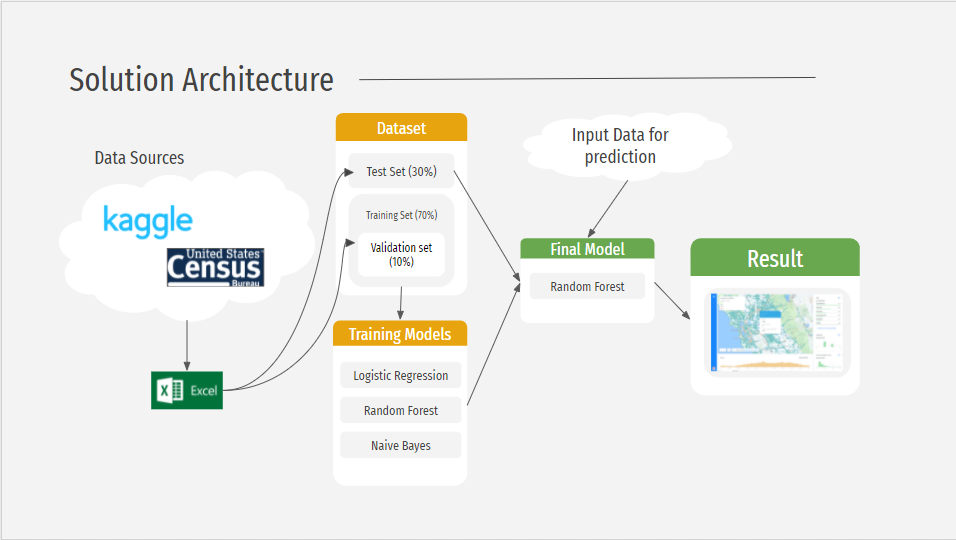 Solution Architecture
Data Sources
kaggle
United States
Census
Bureau
Excel
Dataset
Test Set (30%)
Training Set (70%)
Validation set
(10%)
Training Models
Logistic Regression
Random Forest
Naive Bayes
Input Data for
prediction
Final Model
Random Forest
Result